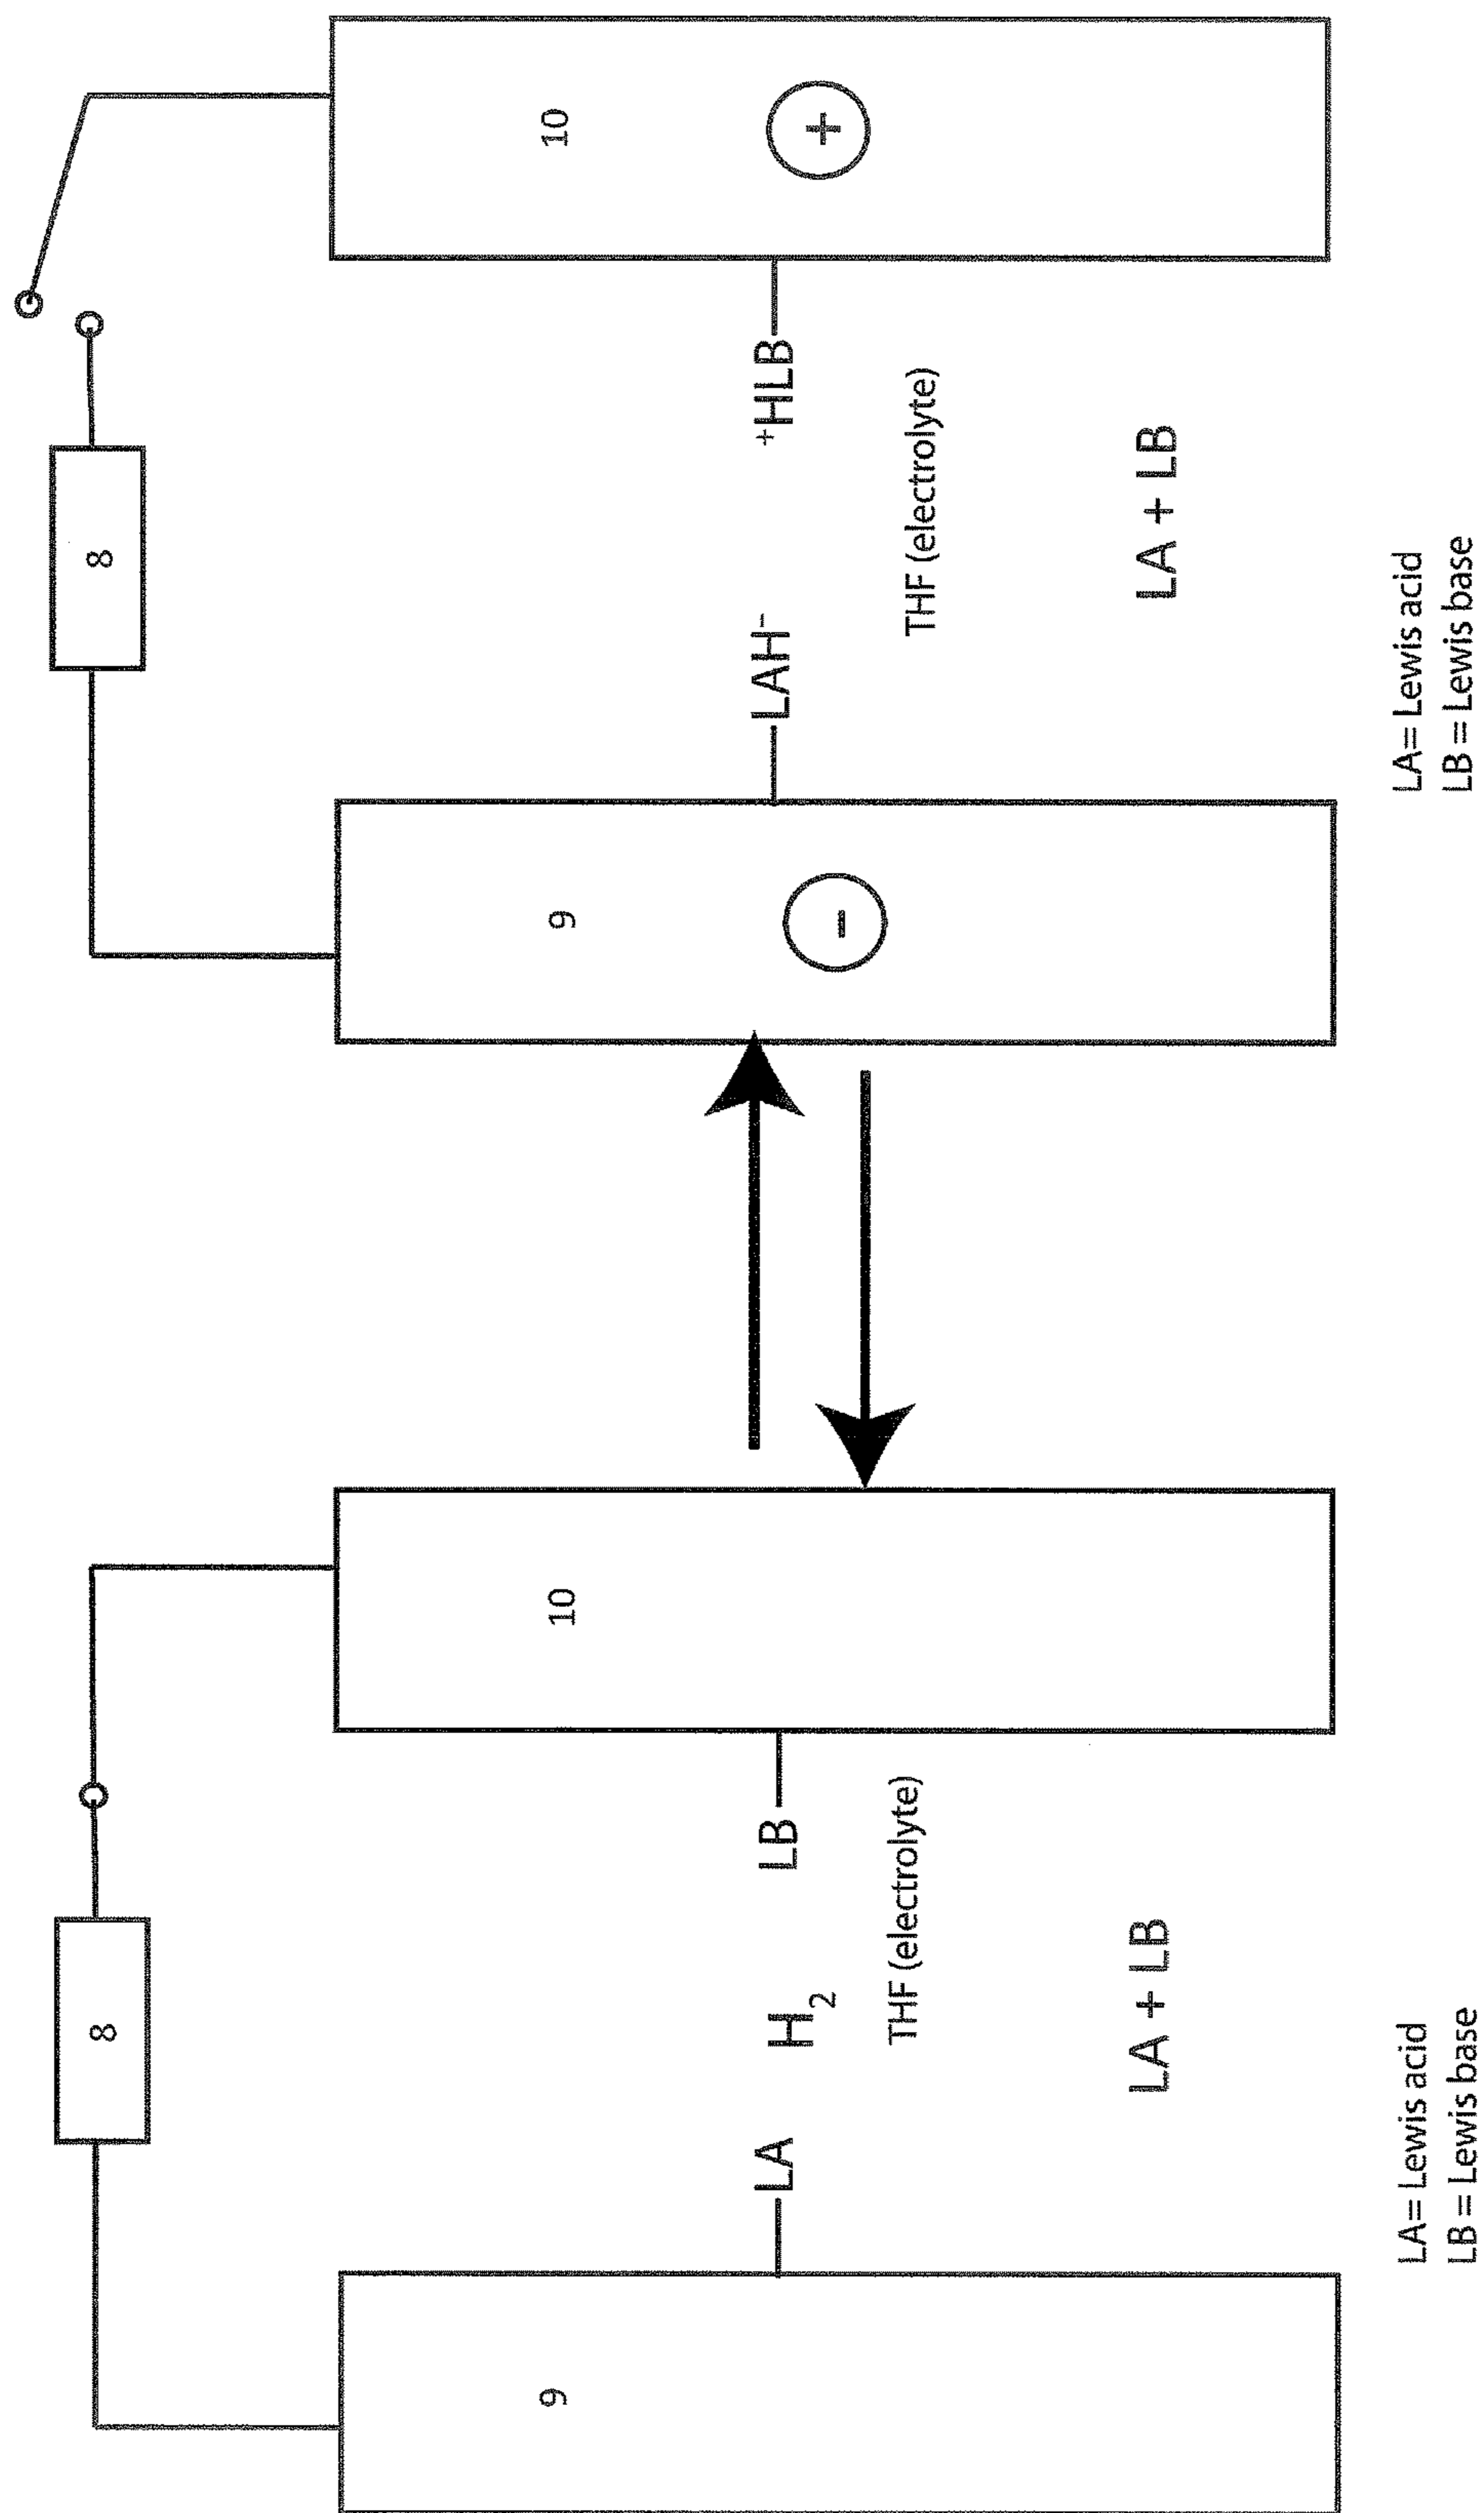 8
9
10
LA
H2
LB
THF (electrolyte)
LA + LB
LA= Lewis acid
LB = Lewis base
8
9
10
-
+
LAH⁻
⁺HLB
THF (electrolyte)
LA + LB
LA= Lewis acid
LB = Lewis base